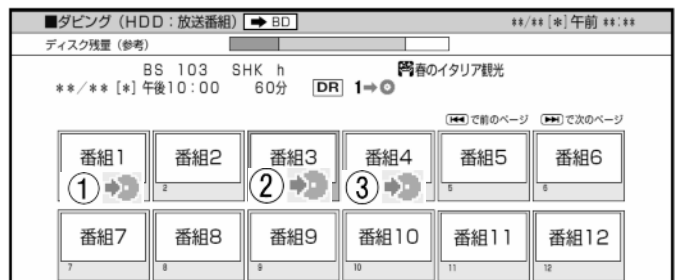 ■ダビング（HDD：放送番組） ➡ BD **/** [*] 午前 **:**
ディスク残量（参考）
BS 103 SHK h 春のイタリア観光
**/** [*] 午後10:00 60分 DR 1➡
⏮で前のページ ⏭で次のページ
番組1 番組2 番組3 番組4 番組5 番組6
① 2 ② ③ 5 6
番組7 番組8 番組9 番組10 番組11 番組12
7 8 9 10 11 12